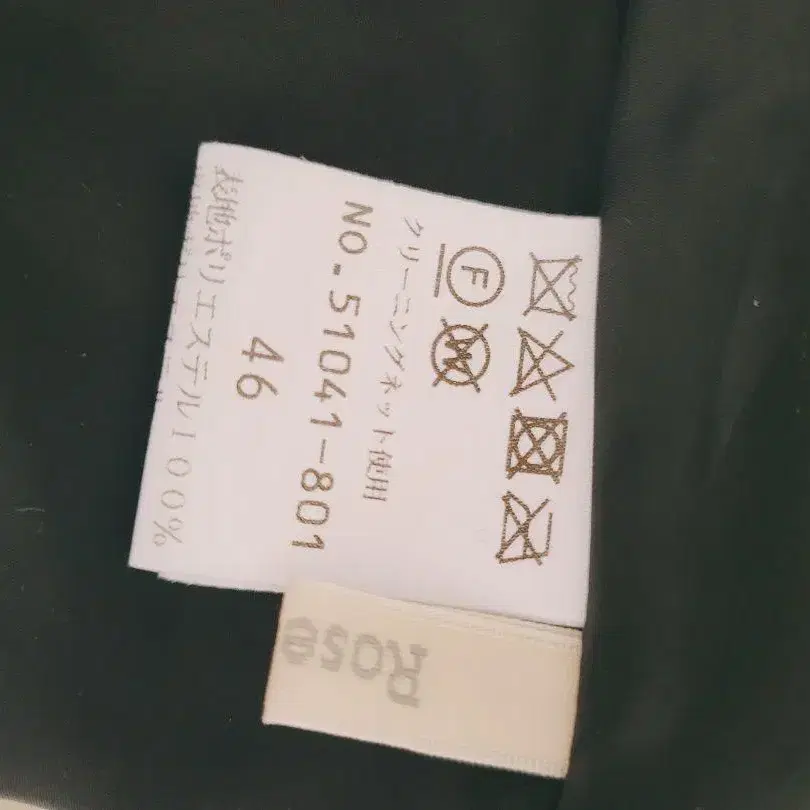 F
W
クリーニングネット使用
NO.51041-801
46
表地ポリエステル100%
Rose